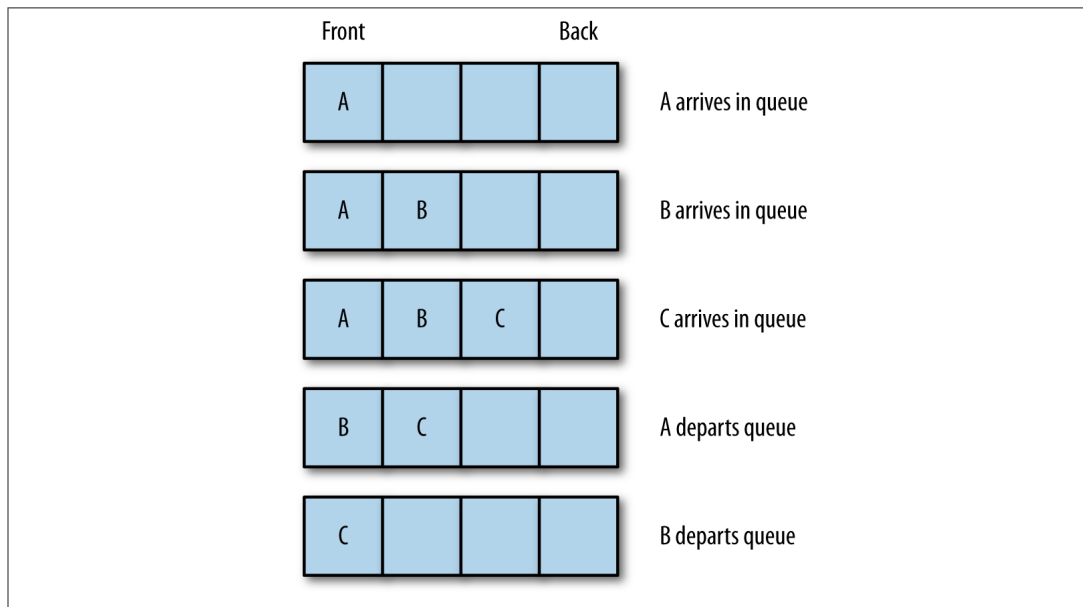 Front Back
A A arrives in queue
A B B arrives in queue
A B C C arrives in queue
B C A departs queue
C B departs queue